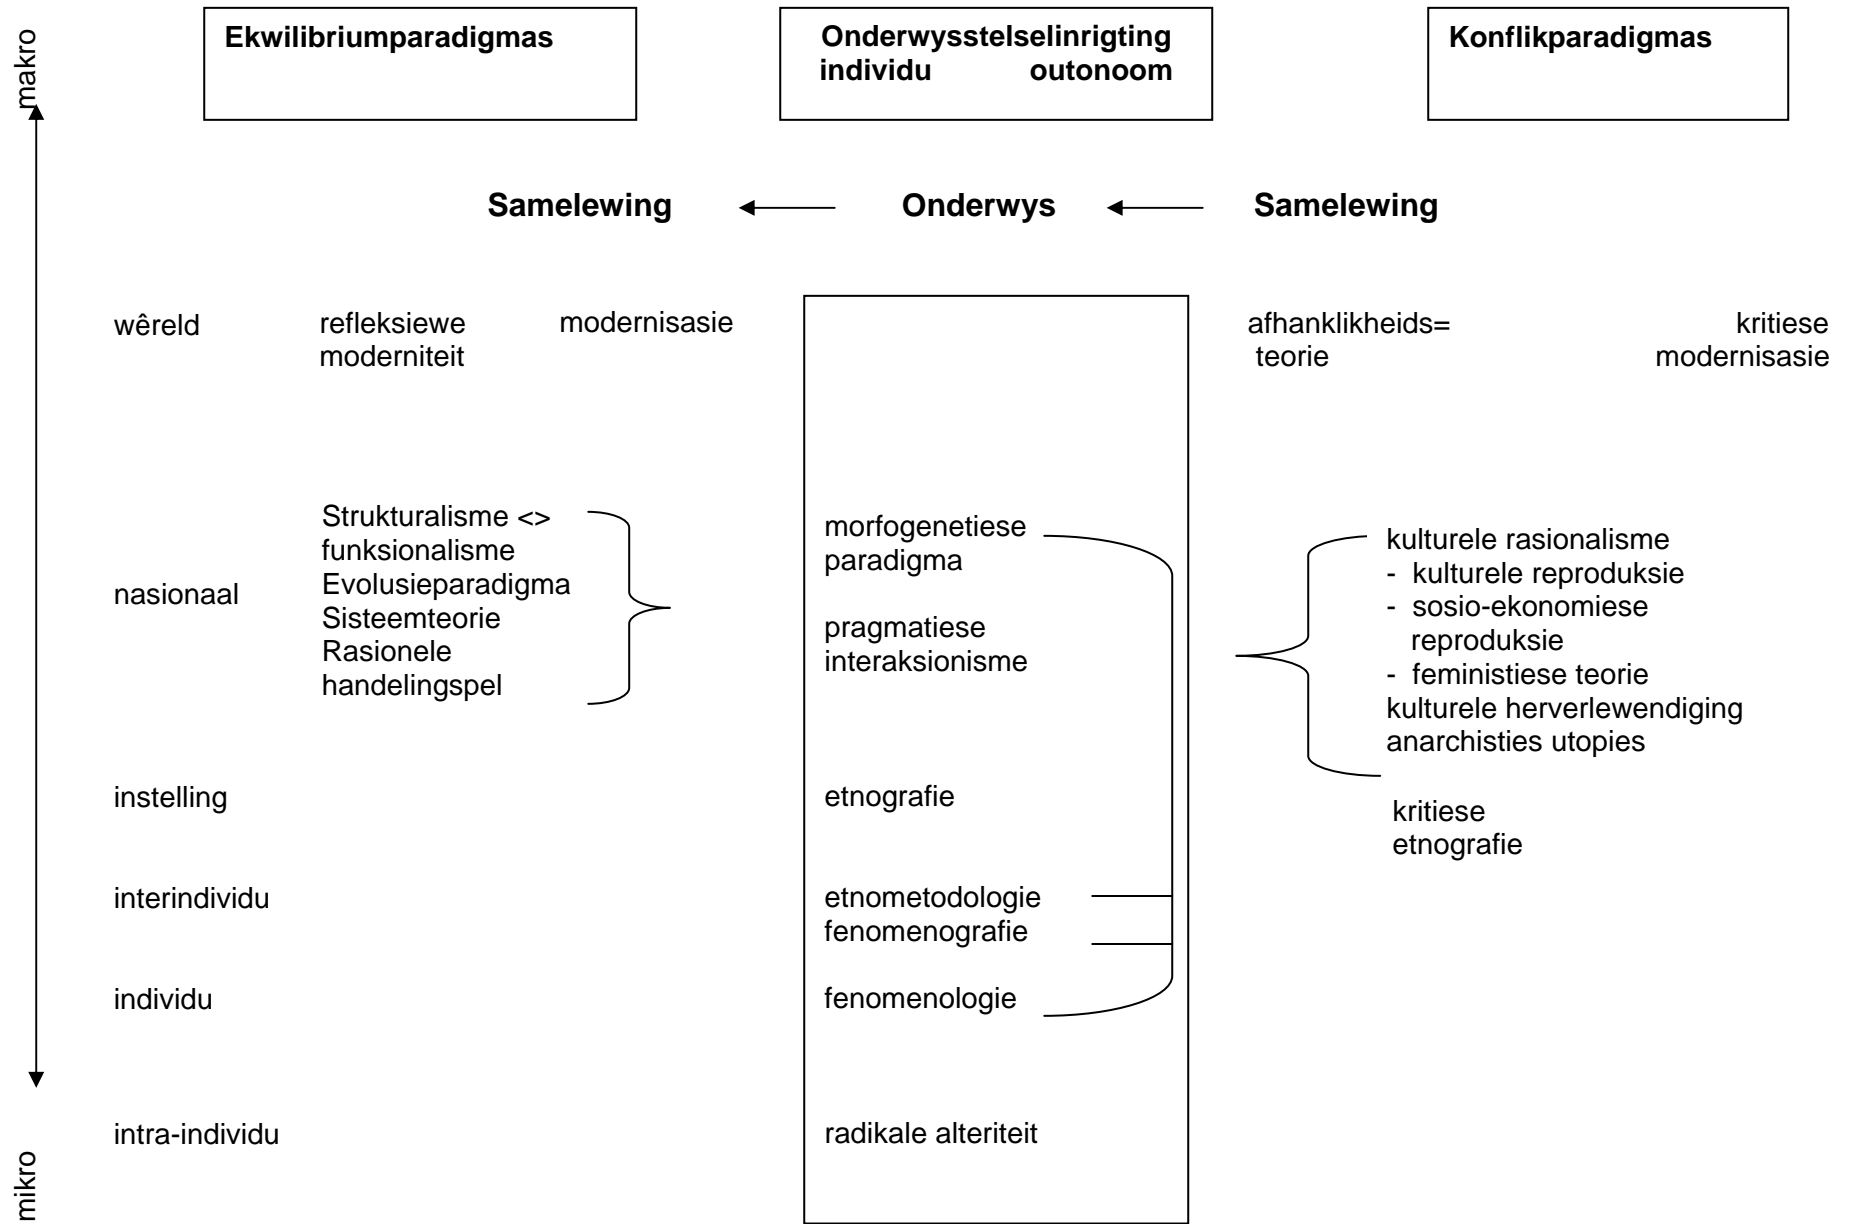 makro
Ekwilibriumparadigmas
Onderwysstelselinrigting
individu outonoom
Konflikparadigmas
Samelewing
Onderwys
Samelewing
wêreld
refleksiewe
moderniteit
modernisasie
afhanklikheids=
teorie
kritiese
modernisasie
nasionaal
Strukturalisme <>
funksionalisme
Evolusieparadigma
Sisteemteorie
Rasionele
handelingspel
morfogenetiese
paradigma
pragmatiese
interaksionisme
kulturele rasionalisme
- kulturele reproduksie
- sosio-ekonomiese
reproduksie
- feministiese teorie
kulturele herverlewendiging
anarchisties utopies
instelling
etnografie
kritiese
etnografie
interindividu
etnometodologie
fenomenografie
individu
fenomenologie
intra-individu
radikale alteriteit
mikro